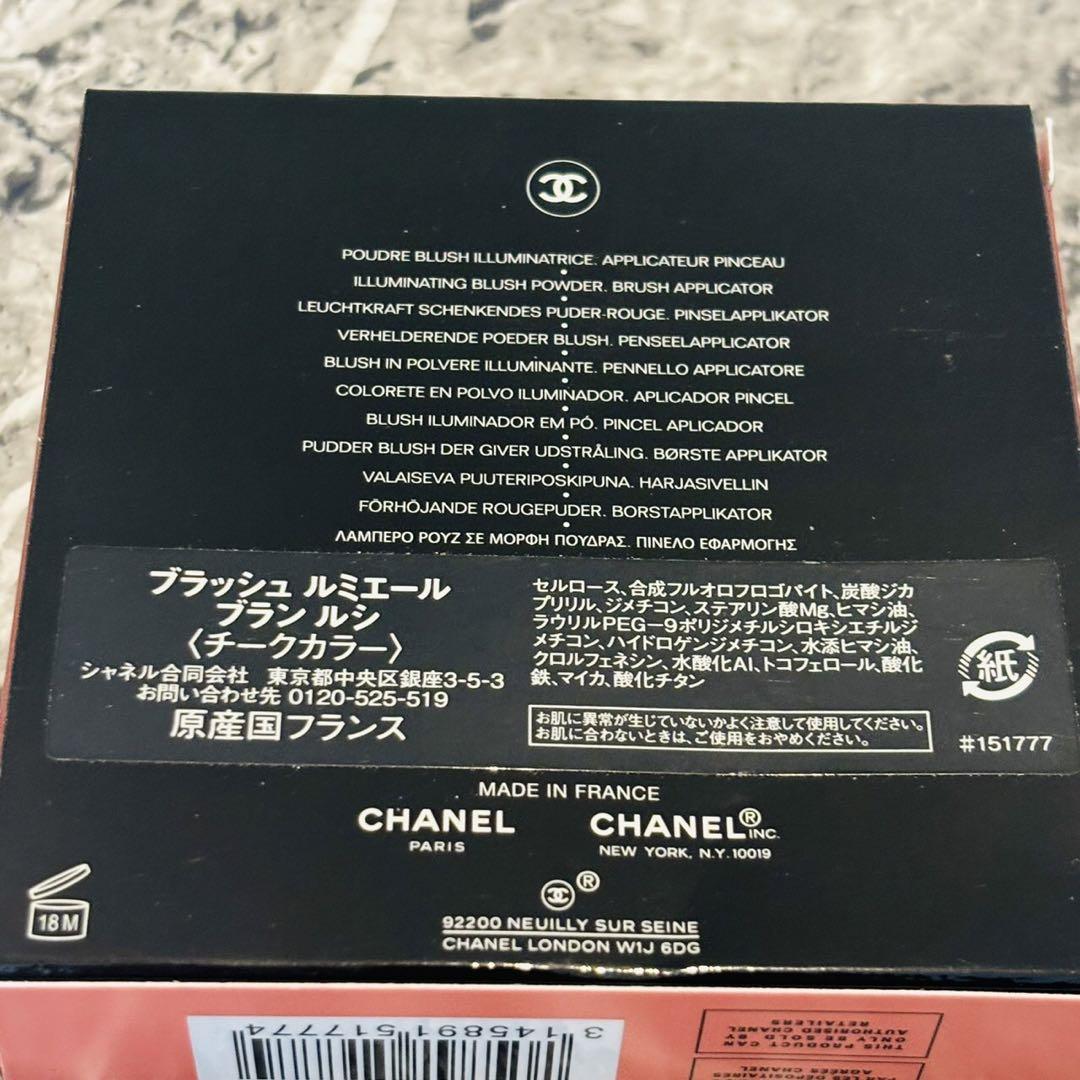 POUDRE BLUSH ILLUMINATRICE. APPLICATEUR PINCEAU
ILLUMINATING BLUSH POWDER. BRUSH APPLICATOR
LEUCHTKRAFT SCHENKENDES PUDER-ROUGE. PINSELAPPLIKATOR
VERHELDERENDE POEDER BLUSH. PENSEELAPPLICATOR
BLUSH IN POLVERE ILLUMINANTE. PENNELLO APPLICATORE
COLORETE EN POLVO ILUMINADOR. APLICADOR PINCEL
BLUSH ILUMINADOR EM PÓ. PINCEL APLICADOR
PUDDER BLUSH DER GIVER UDSTRÅLING. BØRSTE APPLIKATOR
VALAISEVA PUUTERIPOSKIPUNA. HARJASIVELLIN
FÖRHÖJANDE ROUGEPUDER. BORSTAPPLIKATOR
ΛΑΜΠΕΡΟ ΡΟΥΖ ΣΕ ΜΟΡΦΗ ΠΟΥΔΡΑΣ. ΠΙΝΕΛΟ ΕΦΑΡΜΟΓΗΣ
ブラッシュ ルミエール
ブラン ルシ
〈チークカラー〉
シャネル合同会社 東京都中央区銀座3-5-3
お問い合わせ先 0120-525-519
原産国フランス
セルロース、合成フルオロフロゴパイト、炭酸ジカ
プリリル、ジメチコン、ステアリン酸Mg、ヒマシ油、
ラウリルPEG-9ポリジメチルシロキシエチルジ
メチコン、ハイドロゲンジメチコン、水添ヒマシ油、
クロルフェネシン、水酸化Al、トコフェロール、酸化
鉄、マイカ、酸化チタン
お肌に異常が生じていないかよく注意して使用してください。
お肌に合わないときは、ご使用をおやめください。
紙
#151777
MADE IN FRANCE
CHANEL
PARIS
CHANEL® INC.
NEW YORK, N.Y. 10019
®
92200 NEUILLY SUR SEINE
CHANEL LONDON W1J 6DG
18M
3 145891 517774
THIS PRODUCT CAN
ONLY BE SOLD BY
AUTHORISED CHANEL
RETAILERS
PAR LES DEPOSITAIRES
AGRÉÉS CHANEL